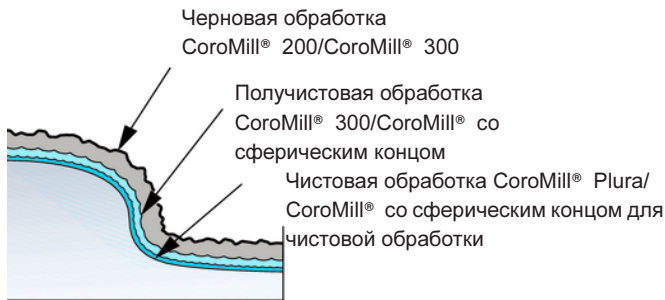 Черновая обработка
CoroMill® 200/CoroMill® 300
Получистовая обработка
CoroMill® 300/CoroMill® со
сферическим концом
Чистовая обработка CoroMill® Plura/
CoroMill® со сферическим концом для
чистовой обработки